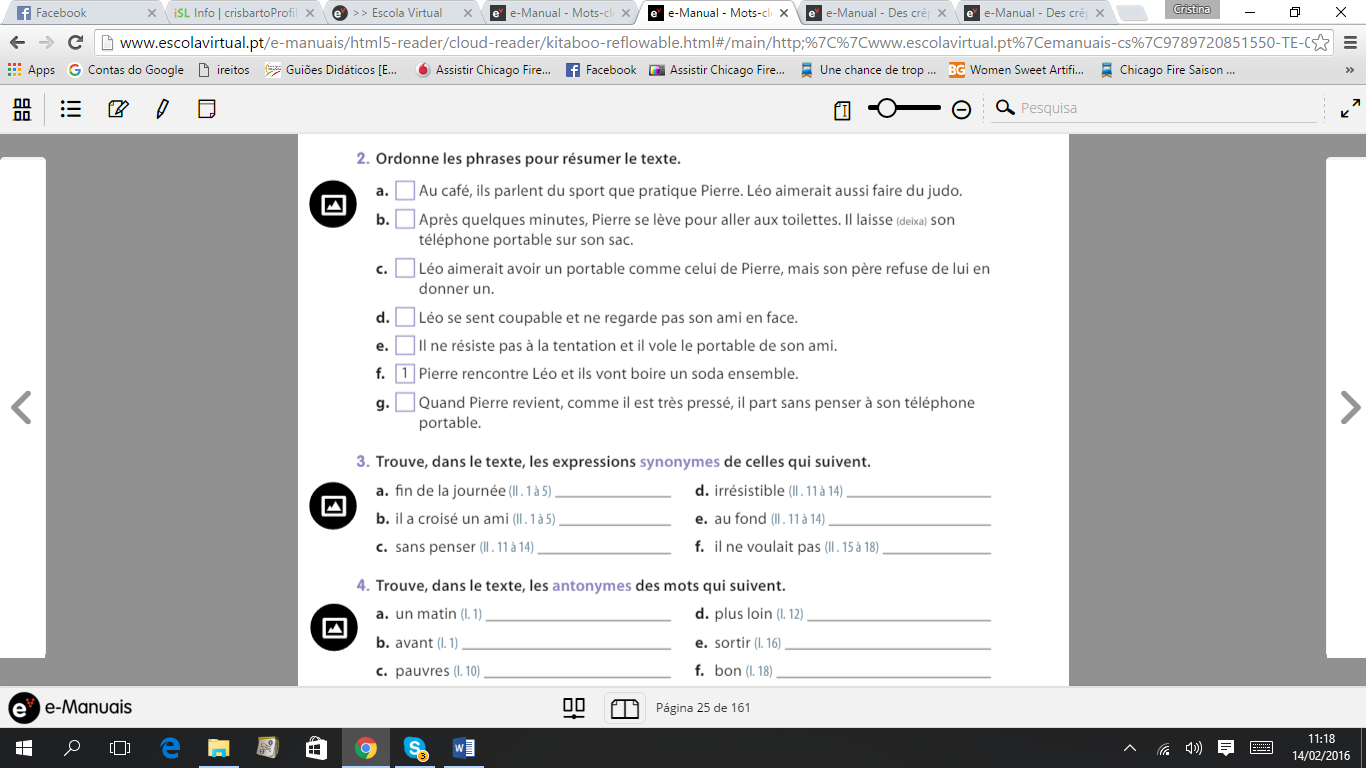 Facebook
iSL Info | crisbartoProfil
>> Escola Virtual
e-Manual - Mots-cl
e-Manual - Mots-cl
e-Manual - Des crê
e-Manual - Des crê
Cristina
www.escolavirtual.pt/e-manuais/html5-reader/cloud-reader/kitaboo-reflowable.html#/main/http;%7C%7Cwww.escolavirtual.pt%7Cemanuais-cs%7C9789720851550-TE-0
Apps
Contas do Google
ireitos
Guiões Didáticos [E...
Assistir Chicago Fire...
Facebook
Assistir Chicago Fire...
Une chance de trop ...
BG Women Sweet Artifi...
Chicago Fire Saison ...
»
Pesquisa
2. Ordonne les phrases pour résumer le texte.
a. Au café, ils parlent du sport que pratique Pierre. Léo aimerait aussi faire du judo.
b. Après quelques minutes, Pierre se lève pour aller aux toilettes. Il laisse (deixa) son
téléphone portable sur son sac.
c. Léo aimerait avoir un portable comme celui de Pierre, mais son père refuse de lui en
donner un.
d. Léo se sent coupable et ne regarde pas son ami en face.
e. Il ne résiste pas à la tentation et il vole le portable de son ami.
f. 1 Pierre rencontre Léo et ils vont boire un soda ensemble.
g. Quand Pierre revient, comme il est très pressé, il part sans penser à son téléphone
portable.
3. Trouve, dans le texte, les expressions synonymes de celles qui suivent.
a. fin de la journée (ll . 1 à 5) d. irrésistible (ll . 11 à 14)
b. il a croisé un ami (ll . 1 à 5) e. au fond (ll . 11 à 14)
c. sans penser (ll . 11 à 14) f. il ne voulait pas (ll . 15 à 18)
4. Trouve, dans le texte, les antonymes des mots qui suivent.
a. un matin (l. 1) d. plus loin (l. 12)
b. avant (l. 1) e. sortir (l. 16)
c. pauvres (l. 10) f. bon (l. 18)
e-Manuais
Página 25 de 161
3
11:18
14/02/2016